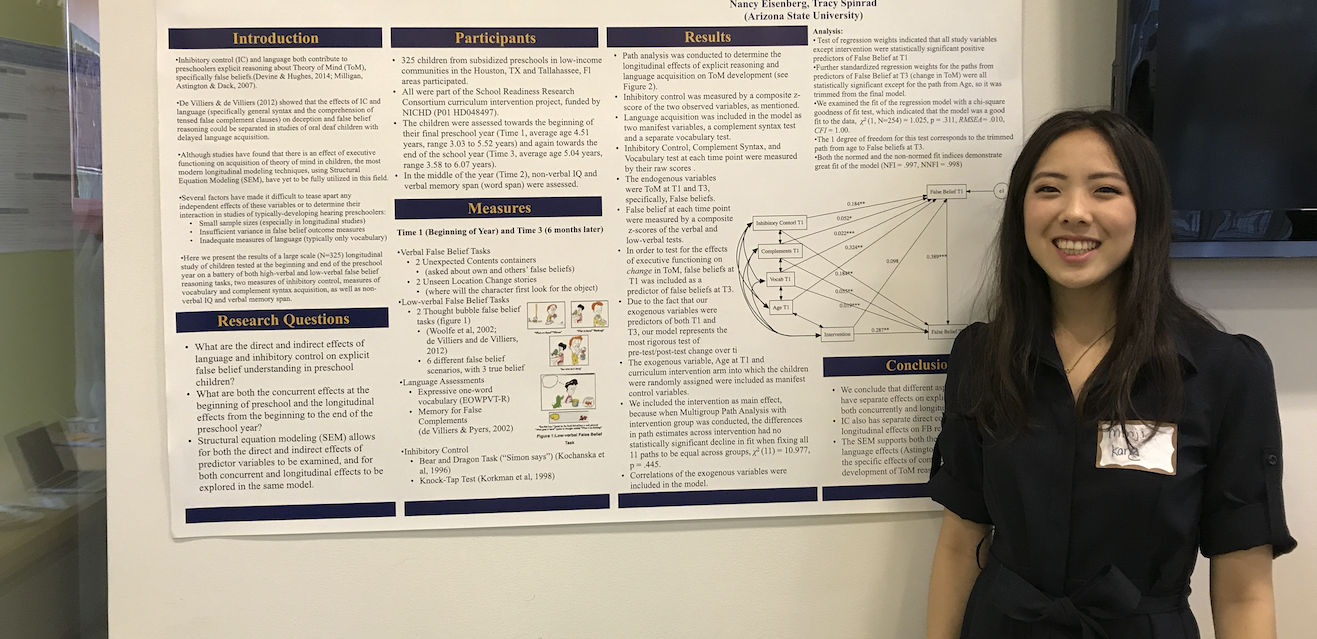 Nancy Eisenberg, Tracy Spinrad
(Arizona State University)
Introduction
•Inhibitory control (IC) and language both contribute to
preschoolers explicit reasoning about Theory of Mind (ToM),
specifically false beliefs.(Devine & Hughes, 2014; Milligan,
Astington & Dack, 2007).
•De Villiers & de Villiers (2012) showed that the effects of IC and
language (specifically general syntax and the comprehension of
tensed false complement clauses) on deception and false belief
reasoning could be separated in studies of oral deaf children with
delayed language acquisition.
•Although studies have found that there is an effect of executive
functioning on acquisition of theory of mind in children, the most
modern longitudinal modeling techniques, using Structural
Equation Modeling (SEM), have yet to be fully utilized in this field.
•Several factors have made it difficult to tease apart any
independent effects of these variables or to determine their
interaction in studies of typically-developing hearing preschoolers:
• Small sample sizes (especially in longitudinal studies)
• Insufficient variance in false belief outcome measures
• Inadequate measures of language (typically only vocabulary)
•Here we present the results of a large scale (N=325) longitudinal
study of children tested at the beginning and end of the preschool
year on a battery of both high-verbal and low-verbal false belief
reasoning tasks, two measures of inhibitory control, measures of
vocabulary and complement syntax acquisition, as well as non-
verbal IQ and verbal memory span.
Research Questions
• What are the direct and indirect effects of
language and inhibitory control on explicit
false belief understanding in preschool
children?
• What are both the concurrent effects at the
beginning of preschool and the longitudinal
effects from the beginning to the end of the
preschool year?
• Structural equation modeling (SEM) allows
for both the direct and indirect effects of
predictor variables to be examined, and for
both concurrent and longitudinal effects to be
explored in the same model.
Participants
• 325 children from subsidized preschools in low-income
communities in the Houston, TX and Tallahassee, Fl
areas participated.
• All were part of the School Readiness Research
Consortium curriculum intervention project, funded by
NICHD (P01 HD048497).
• The children were assessed towards the beginning of
their final preschool year (Time 1, average age 4.51
years, range 3.03 to 5.52 years) and again towards the
end of the school year (Time 3, average age 5.04 years,
range 3.58 to 6.07 years).
• In the middle of the year (Time 2), non-verbal IQ and
verbal memory span (word span) were assessed.
Measures
Time 1 (Beginning of Year) and Time 3 (6 months later)
•Verbal False Belief Tasks
• 2 Unexpected Contents containers
• (asked about own and others' false beliefs)
• 2 Unseen Location Change stories
• (where will the character first look for the object)
•Low-verbal False Belief Tasks
• 2 Thought bubble false belief
tasks (figure 1)
• (Woolfe et al, 2002;
de Villiers and de Villiers,
2012)
• 6 different false belief
scenarios, with 3 true belief
•Language Assessments
• Expressive one-word
vocabulary (EOWPVT-R)
• Memory for False
Complements
(de Villiers & Pyers, 2002)
Figure 1:Low-verbal False Belief
Task
•Inhibitory Control
• Bear and Dragon Task ("Simon says") (Kochanska et
al, 1996)
• Knock-Tap Test (Korkman et al, 1998)
Results
• Path analysis was conducted to determine the
longitudinal effects of explicit reasoning and
language acquisition on ToM development (see
Figure 2).
• Inhibitory control was measured by a composite z-
score of the two observed variables, as mentioned.
• Language acquisition was included in the model as
two manifest variables, a complement syntax test
and a separate vocabulary test.
• Inhibitory Control, Complement Syntax, and
Vocabulary test at each time point were measured
by their raw scores .
• The endogenous variables
were ToM at T1 and T3,
specifically, False beliefs.
• False belief at each time point
were measured by a composite
z-scores of the verbal and
low-verbal tests.
• In order to test for the effects
of executive functioning on
change in ToM, false beliefs at
T1 was included as a
predictor of false beliefs at T3.
• Due to the fact that our
exogenous variables were
predictors of both T1 and
T3, our model represents the
most rigorous test of
pre-test/post-test change over ti
• The exogenous variable, Age at T1 and
curriculum intervention arm into which the children
were randomly assigned were included as manifest
control variables.
• We included the intervention as main effect,
because when Multigroup Path Analysis with
intervention group was conducted, the differences
in path estimates across intervention had no
statistically significant decline in fit when fixing all
11 paths to be equal across groups, χ² (11) = 10.977,
p = .445.
• Correlations of the exogenous variables were
included in the model.
Analysis:
• Test of regression weights indicated that all study variables
except intervention were statistically significant positive
predictors of False Belief at T1
•Further standardized regression weights for the paths from
predictors of False Belief at T3 (change in ToM) were all
statistically significant except for the path from Age, so it was
trimmed from the final model.
•We examined the fit of the regression model with a chi-square
goodness of fit test, which indicated that the model was a good
fit to the data, χ² (1, N=254) = 1.025, p = .311, RMSEA= .010,
CFI = 1.00.
•The 1 degree of freedom for this test corresponds to the trimmed
path from age to False beliefs at T3.
•Both the normed and the non-normed fit indices demonstrate
great fit of the model (NFI = .997, NNFI = .998)
False Belief T1
e1
Inhibitory Control T1
Complements T1
Vocab T1
Age T1
Intervention
False Belief
0.184**
0.052*
0.022***
0.324**
0.098
0.369***
0.287**
Conclusio
• We conclude that different as
have separate effects on expli
both concurrently and longitu
• IC also has separate direct c
longitudinal effects on FB r
• The SEM supports both the
language effects (Astingto
the specific effects of com
development of ToM rea
Minji
Kang